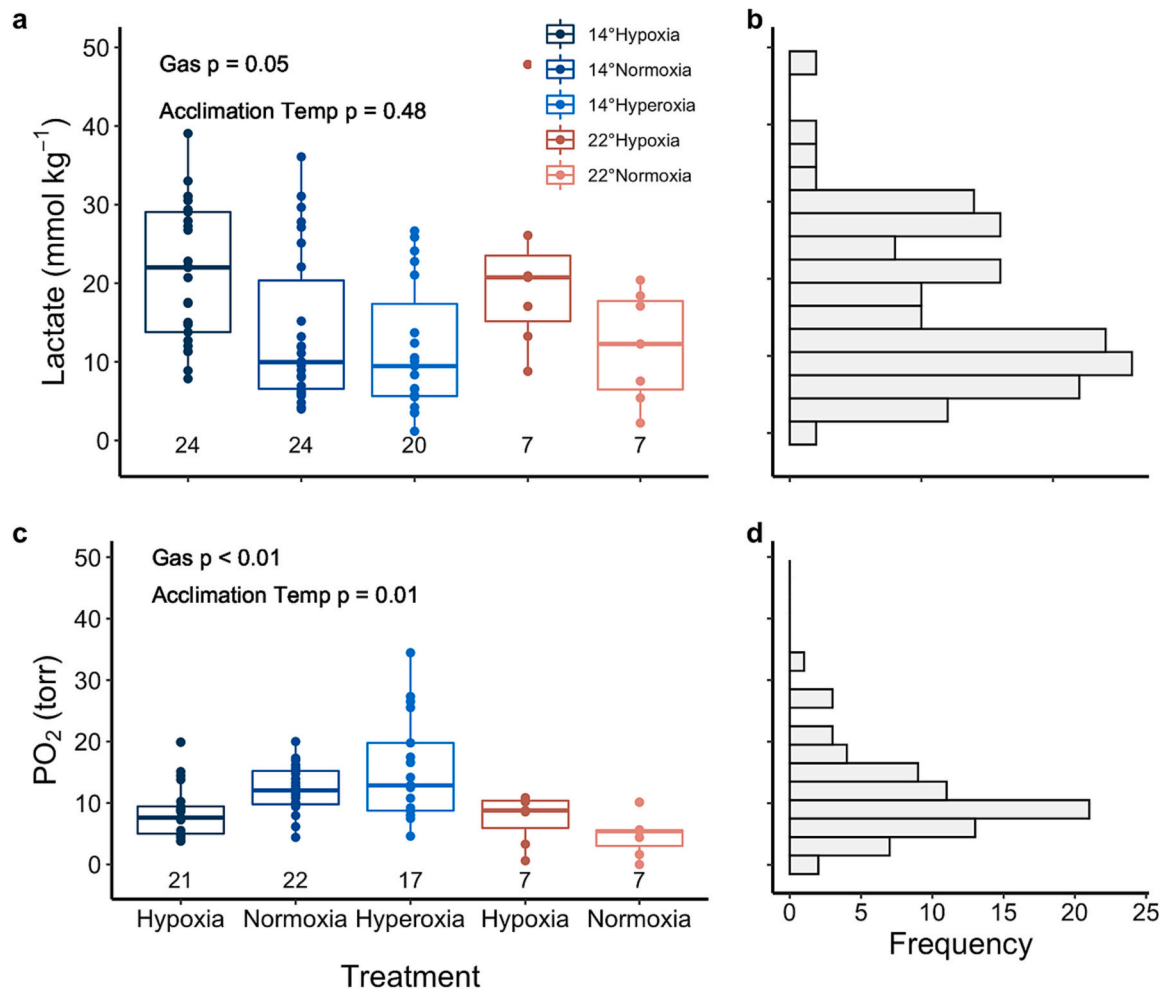 a
b
50
40
30
20
10
0
Lactate (mmol kg⁻¹)
Gas p = 0.05
Acclimation Temp p = 0.48
14°Hypoxia
14°Normoxia
14°Hyperoxia
22°Hypoxia
22°Normoxia
24
24
20
7
7
c
d
50
40
30
20
10
0
PO₂ (torr)
Gas p < 0.01
Acclimation Temp p = 0.01
21
22
17
7
7
Hypoxia
Normoxia
Hyperoxia
Hypoxia
Normoxia
Treatment
0
5
10
15
20
25
Frequency